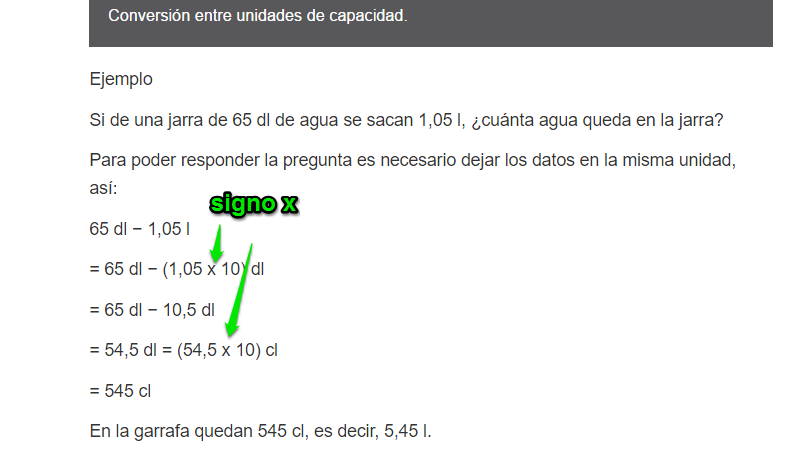 Conversión entre unidades de capacidad.
Ejemplo
Si de una jarra de 65 dl de agua se sacan 1,05 l, ¿cuánta agua queda en la jarra?
Para poder responder la pregunta es necesario dejar los datos en la misma unidad,
así:
signo x
65 dl − 1,05 l
= 65 dl − (1,05 x 10) dl
= 65 dl − 10,5 dl
= 54,5 dl = (54,5 x 10) cl
= 545 cl
En la garrafa quedan 545 cl, es decir, 5,45 l.